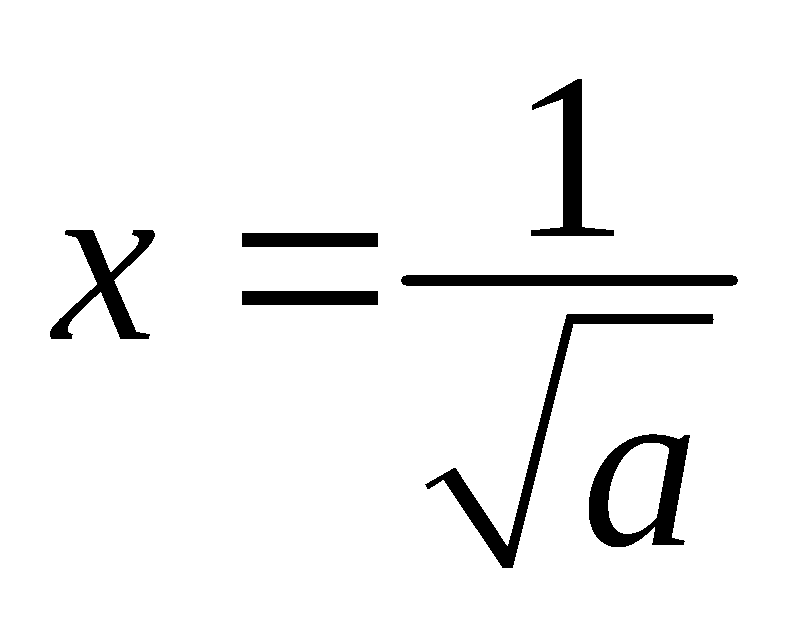 x = 1/√a